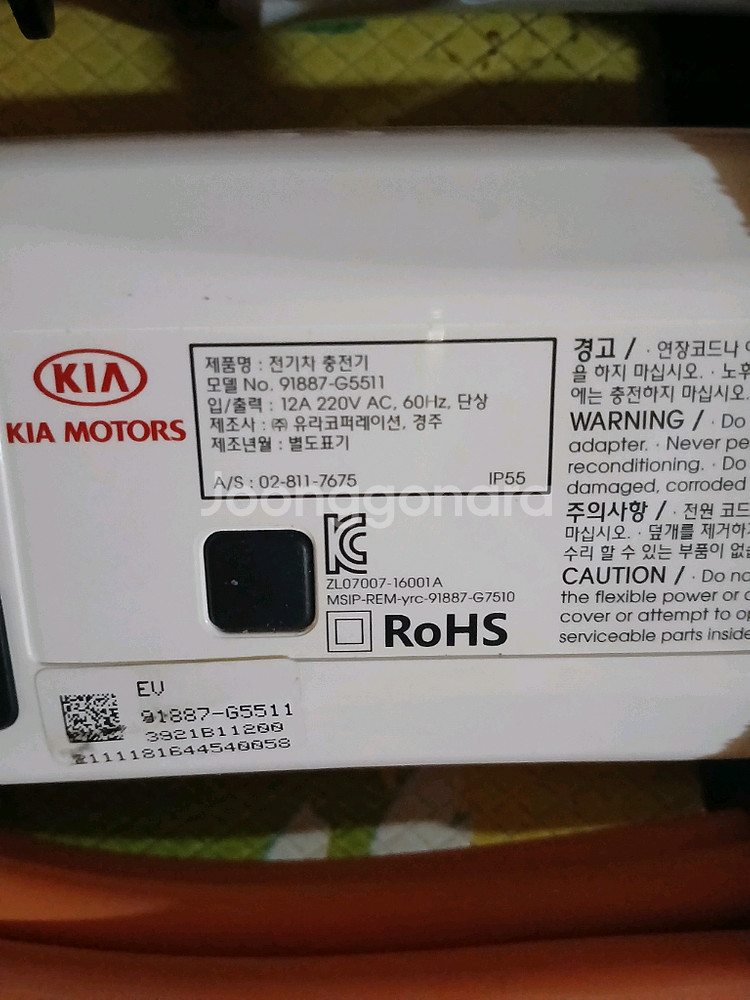 KIA
KIA MOTORS
제품명 : 전기차 충전기
모델 No. 91887-G5511
입/출력 : 12A 220V AC, 60Hz, 단상
제조사 : ㈜ 유라코퍼레이션, 경주
제조년월 : 별도표기
A/S : 02-811-7675 IP55
Joonggonara
ZL07007-16001A
MSIP-REM-yrc-91887-G7510
RoHS
경고 / · 연장코드나
을 하지 마십시오. · 노후
에는 충전하지 마십시오.
WARNING / · Do
adapter. · Never pe
reconditioning. · Do
damaged, corroded
주의사항 / · 전원 코드
마십시오. · 덮개를 제거하거
수리 할 수 있는 부품이 없습
CAUTION / · Do no
the flexible power or c
cover or attempt to op
serviceable parts inside
EV
91887-G5511
3921B11200
2111181644540058